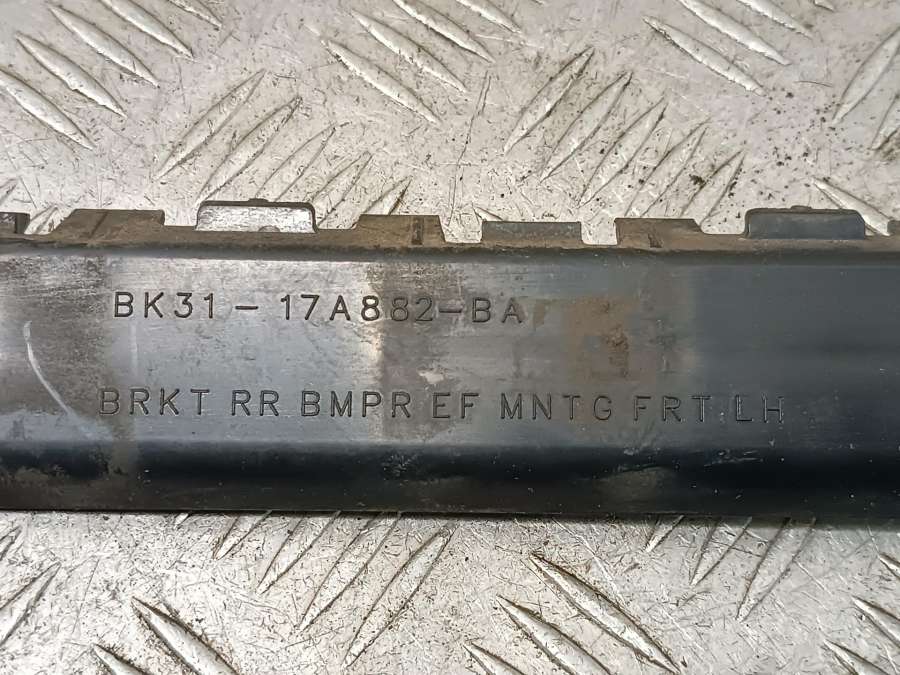 BK31-17A882-BA
BRKT RR BMPR EF MNTG FRT LH